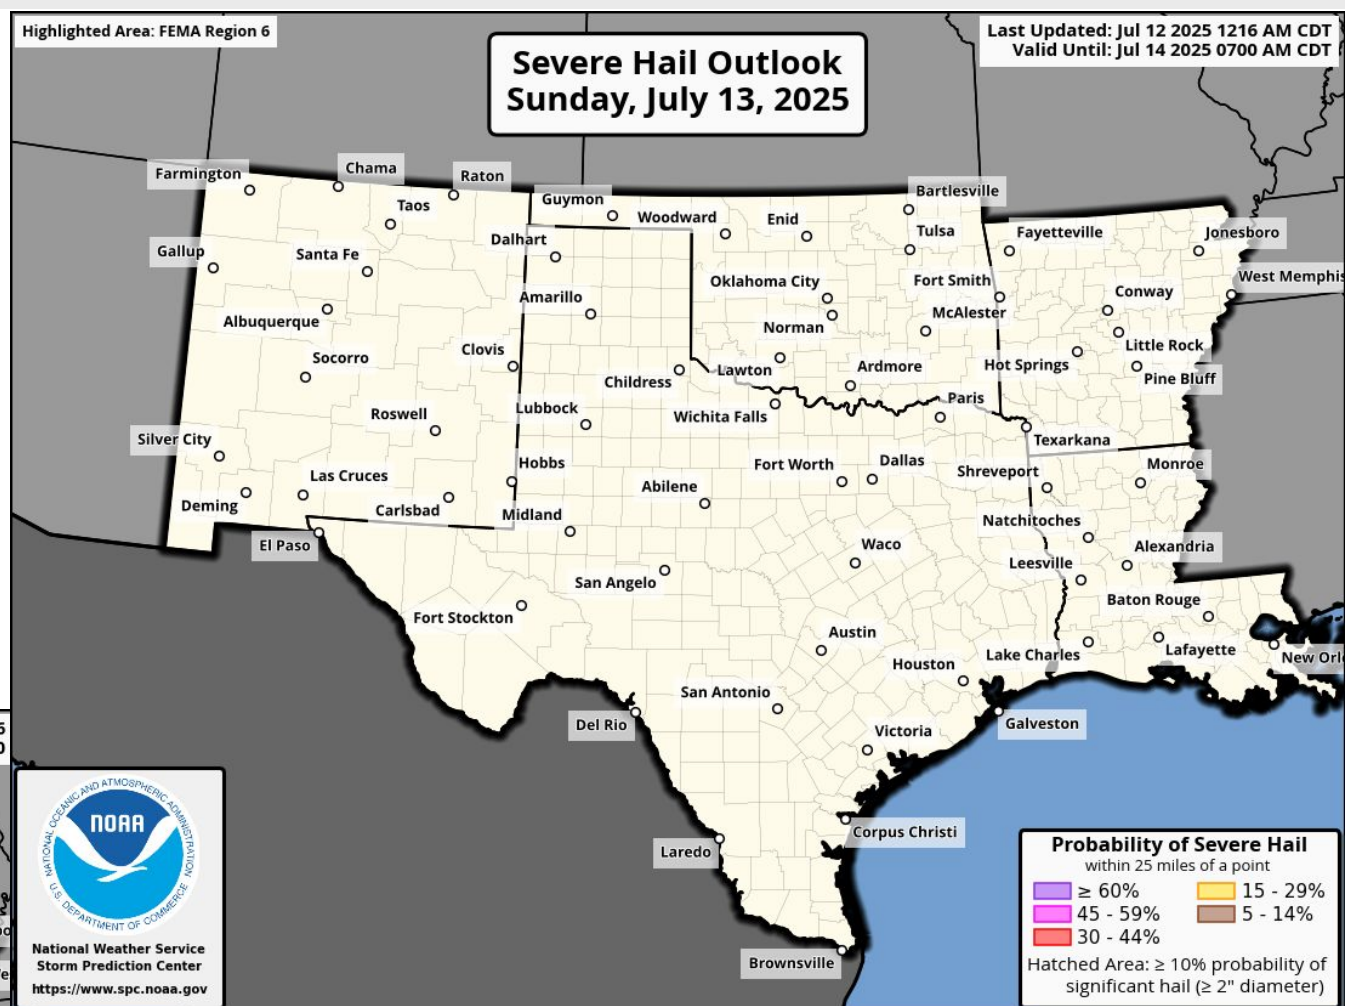 Highlighted Area: FEMA Region 6
Last Updated: Jul 12 2025 1216 AM CDT
Valid Until: Jul 14 2025 0700 AM CDT
Severe Hail Outlook
Sunday, July 13, 2025
Farmington
Chama
Raton
Guymon
Bartlesville
Taos
Woodward
Enid
Tulsa
Fayetteville
Jonesboro
Gallup
Santa Fe
Dalhart
Oklahoma City
Fort Smith
West Memphis
Amarillo
Conway
Albuquerque
Norman
McAlester
Little Rock
Socorro
Clovis
Childress
Lawton
Ardmore
Hot Springs
Pine Bluff
Roswell
Lubbock
Wichita Falls
Paris
Silver City
Texarkana
Las Cruces
Hobbs
Fort Worth
Dallas
Shreveport
Monroe
Deming
Carlsbad
Midland
Abilene
Natchitoches
El Paso
Waco
Alexandria
San Angelo
Leesville
Fort Stockton
Baton Rouge
Austin
Houston
Lake Charles
Lafayette
New Orl
San Antonio
Del Rio
Victoria
Galveston
Laredo
Corpus Christi
Brownsville
NATIONAL OCEANIC AND ATMOSPHERIC ADMINISTRATION
NOAA
U.S. DEPARTMENT OF COMMERCE
National Weather Service
Storm Prediction Center
https://www.spc.noaa.gov
Probability of Severe Hail
within 25 miles of a point
≥ 60%
15 - 29%
45 - 59%
5 - 14%
30 - 44%
Hatched Area: ≥ 10% probability of
significant hail (≥ 2" diameter)